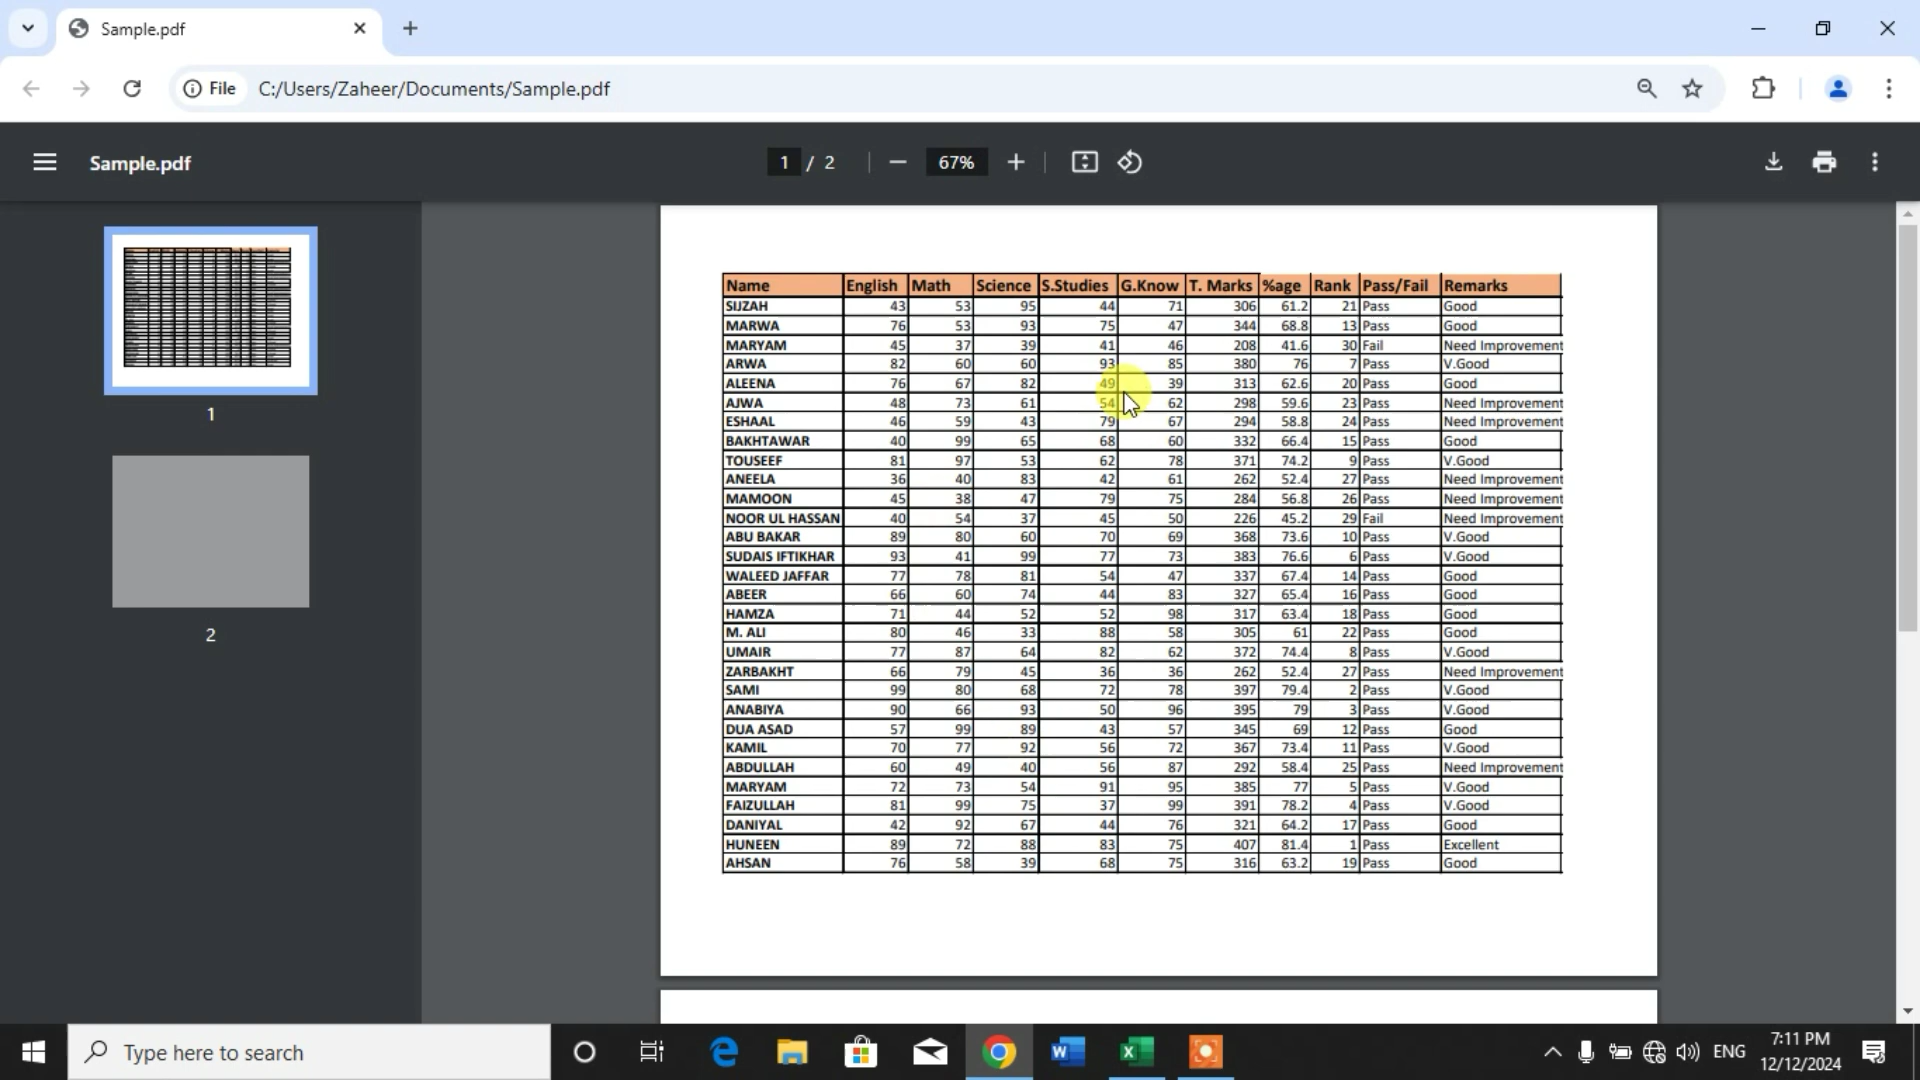 Sample.pdf
File C:/Users/Zaheer/Documents/Sample.pdf
Sample.pdf 1 / 2 67%
1
2
Name English Math Science S.Studies G.Know T. Marks %age Rank Pass/Fail Remarks
SIJZAH 43 53 95 44 71 306 61.2 21 Pass Good
MARWA 76 53 93 75 47 344 68.8 13 Pass Good
MARYAM 45 37 39 41 46 208 41.6 30 Fail Need Improvement
ARWA 82 60 60 93 85 380 76 7 Pass V.Good
ALEENA 76 67 82 49 39 313 62.6 20 Pass Good
AJWA 48 73 61 54 62 298 59.6 23 Pass Need Improvement
ESHAAL 46 59 43 79 67 294 58.8 24 Pass Need Improvement
BAKHTAWAR 40 99 65 68 60 332 66.4 15 Pass Good
TOUSEEF 81 97 53 62 78 371 74.2 9 Pass V.Good
ANEELA 36 40 83 42 61 262 52.4 27 Pass Need Improvement
MAMOON 45 38 47 79 75 284 56.8 26 Pass Need Improvement
NOOR UL HASSAN 40 54 37 45 50 226 45.2 29 Fail Need Improvement
ABU BAKAR 89 80 60 70 69 368 73.6 10 Pass V.Good
SUDAIS IFTIKHAR 93 41 99 77 73 383 76.6 6 Pass V.Good
WALEED JAFFAR 77 78 81 54 47 337 67.4 14 Pass Good
ABEER 66 60 74 44 83 327 65.4 16 Pass Good
HAMZA 71 44 52 52 98 317 63.4 18 Pass Good
M. ALI 80 46 33 88 58 305 61 22 Pass Good
UMAIR 77 87 64 82 62 372 74.4 8 Pass V.Good
ZARBAKHT 66 79 45 36 36 262 52.4 27 Pass Need Improvement
SAMI 99 80 68 72 78 397 79.4 2 Pass V.Good
ANABIYA 90 66 93 50 96 395 79 3 Pass V.Good
DUA ASAD 57 99 89 43 57 345 69 12 Pass Good
KAMIL 70 77 92 56 72 367 73.4 11 Pass V.Good
ABDULLAH 60 49 40 56 87 292 58.4 25 Pass Need Improvement
MARYAM 72 73 54 91 95 385 77 5 Pass V.Good
FAIZULLAH 81 99 75 37 99 391 78.2 4 Pass V.Good
DANIYAL 42 92 67 44 76 321 64.2 17 Pass Good
HUNEEN 89 72 88 83 75 407 81.4 1 Pass Excellent
AHSAN 76 58 39 68 75 316 63.2 19 Pass Good
Type here to search
ENG
7:11 PM
12/12/2024